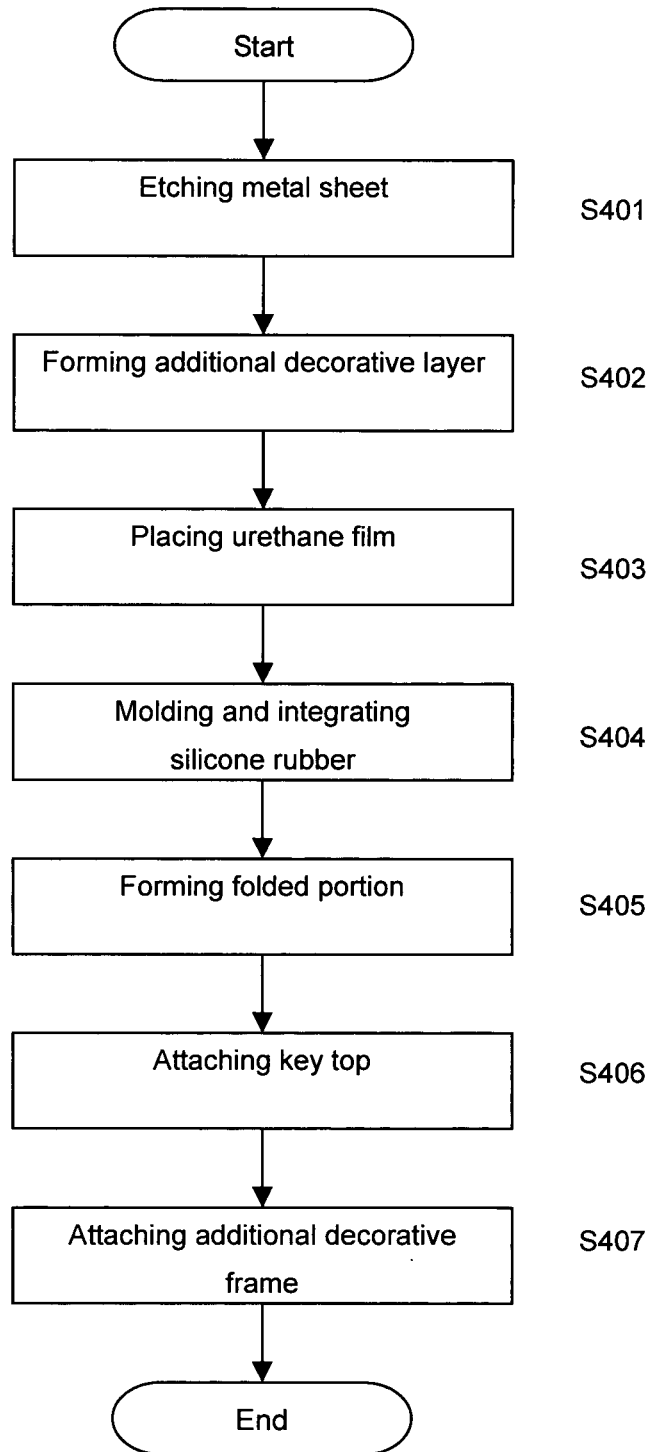 Start
Etching metal sheet
S401
Forming additional decorative layer
S402
Placing urethane film
S403
Molding and integrating
silicone rubber
S404
Forming folded portion
S405
Attaching key top
S406
Attaching additional decorative
frame
S407
End